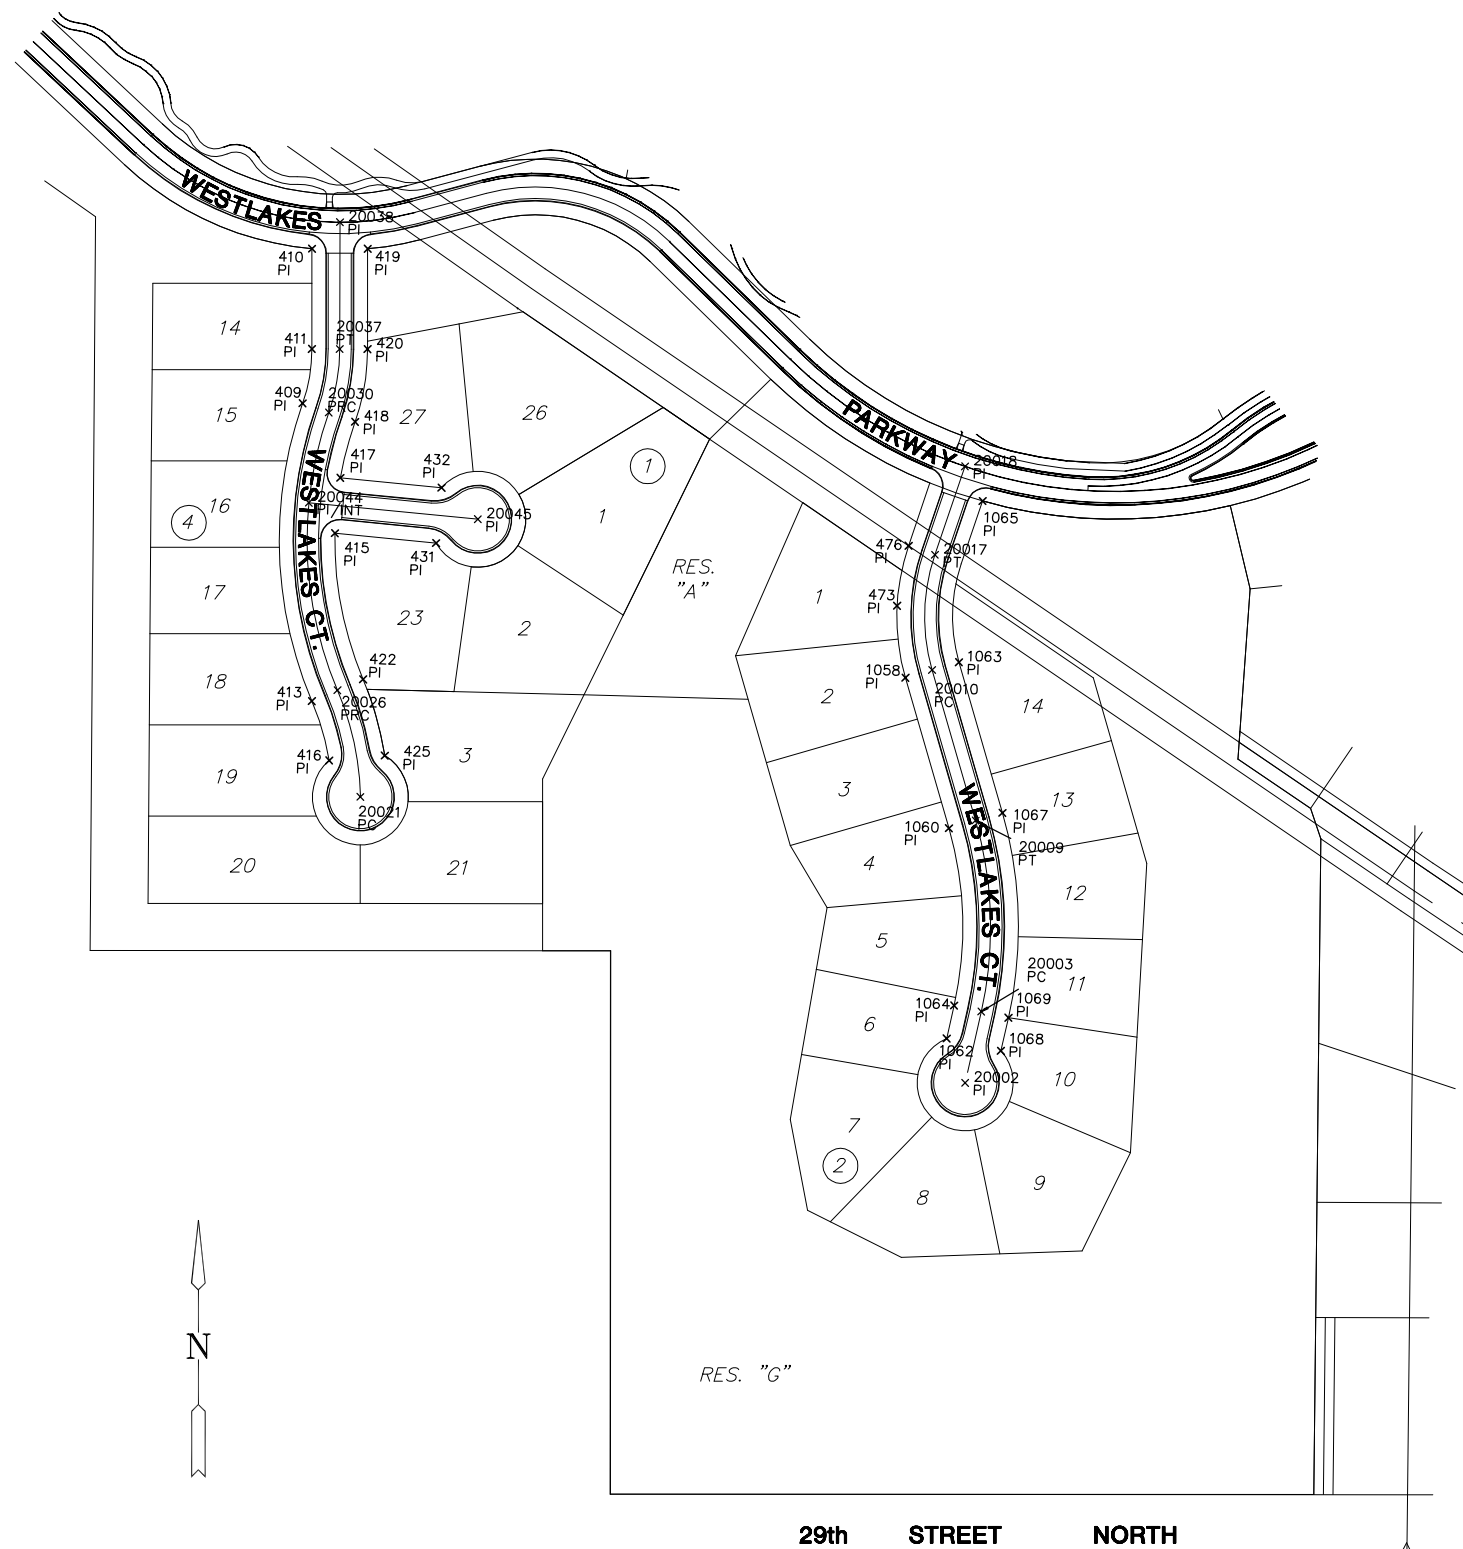 WESTLAKES
20038
PI
410
PI
419
PI
14
20037
PT
411
PI
420
PI
409
PI
20030
PRC
15
418
PI
27
26
PARKWAY
417
PI
432
PI
1
20018
PI
WESTLAKES CT.
20044
PI/INT
16
4
20045
PI
1
1065
PI
415
PI
431
PI
476
PI
20017
PT
RES.
"A"
17
1
473
PI
23
2
422
PI
1063
PI
18
1058
PI
2
413
PI
20026
PRC
20010
PC
14
416
PI
425
PI
3
19
3
WESTLAKES CT.
13
1067
PI
20021
PC
1060
PI
20009
PT
20
21
4
12
5
20003
PC
11
1064
PI
1069
PI
6
1062
PI
1068
PI
20002
PI
10
7
2
8
9
N
RES. "G"
29th STREET NORTH